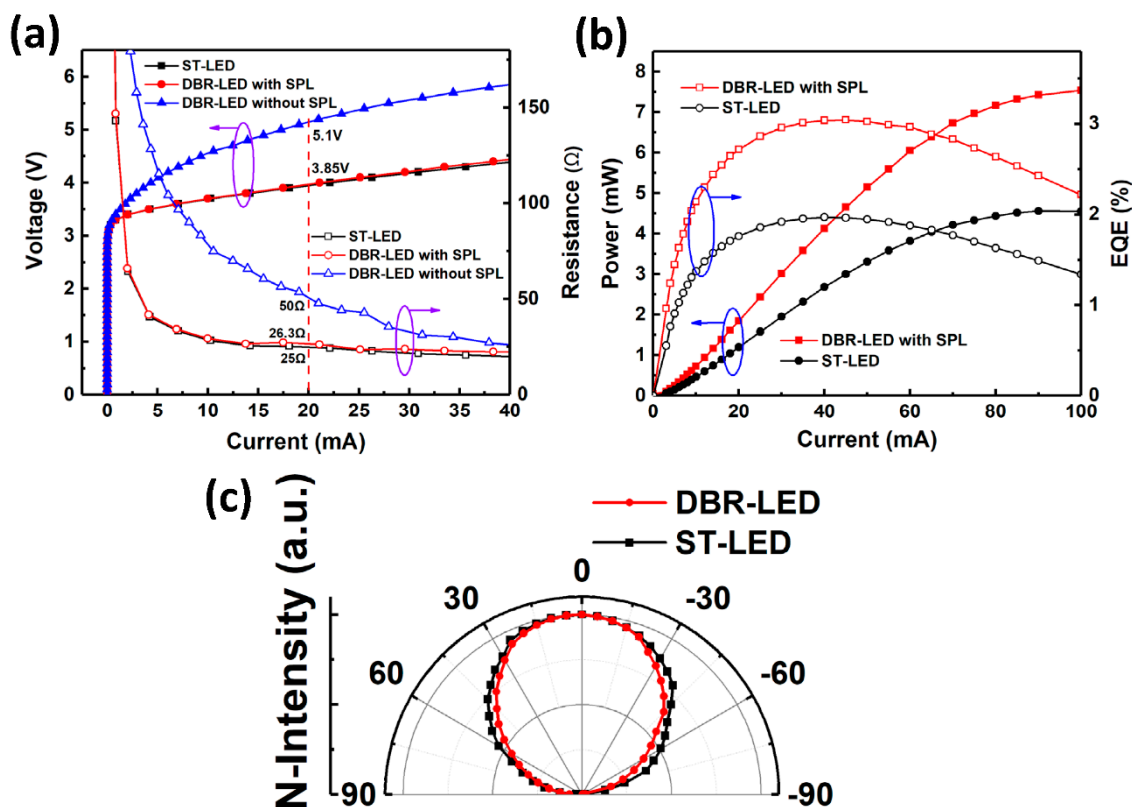 (a)
ST-LED
DBR-LED with SPL
DBR-LED without SPL
5.1V
3.85V
ST-LED
DBR-LED with SPL
DBR-LED without SPL
50Ω
26.3Ω
25Ω
Voltage (V)
0
1
2
3
4
5
6
Resistance (Ω)
0
50
100
150
0
5
10
15
20
25
30
35
40
Current (mA)
(b)
DBR-LED with SPL
ST-LED
DBR-LED with SPL
ST-LED
Power (mW)
0
1
2
3
4
5
6
7
8
EQE (%)
0
1
2
3
0
20
40
60
80
100
Current (mA)
(c)
DBR-LED
ST-LED
N-Intensity (a.u.)
90
60
30
0
-30
-60
-90